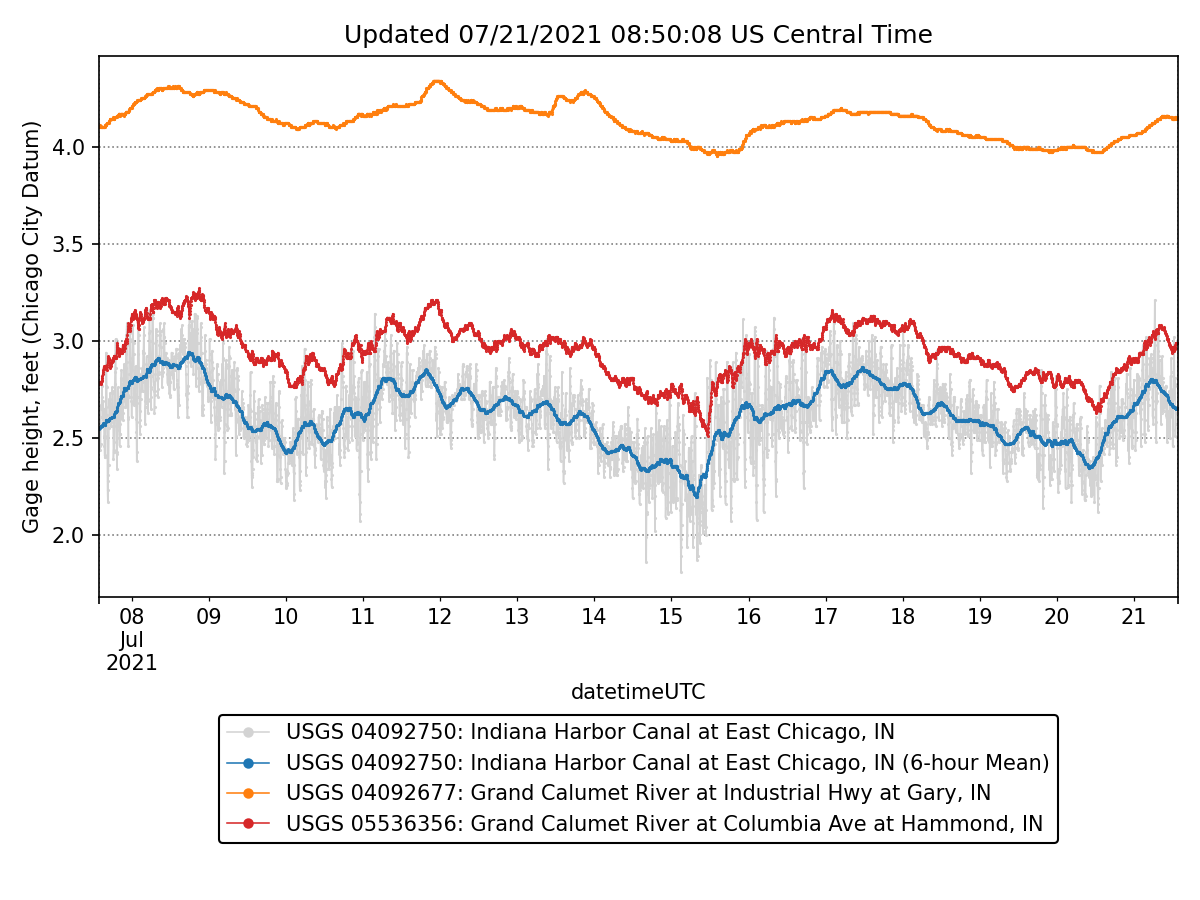 Updated 07/21/2021 08:50:08 US Central Time
Gage height, feet (Chicago City Datum)
4.0
3.5
3.0
2.5
2.0
08 09 10 11 12 13 14 15 16 17 18 19 20 21
Jul
2021
datetimeUTC
USGS 04092750: Indiana Harbor Canal at East Chicago, IN
USGS 04092750: Indiana Harbor Canal at East Chicago, IN (6-hour Mean)
USGS 04092677: Grand Calumet River at Industrial Hwy at Gary, IN
USGS 05536356: Grand Calumet River at Columbia Ave at Hammond, IN